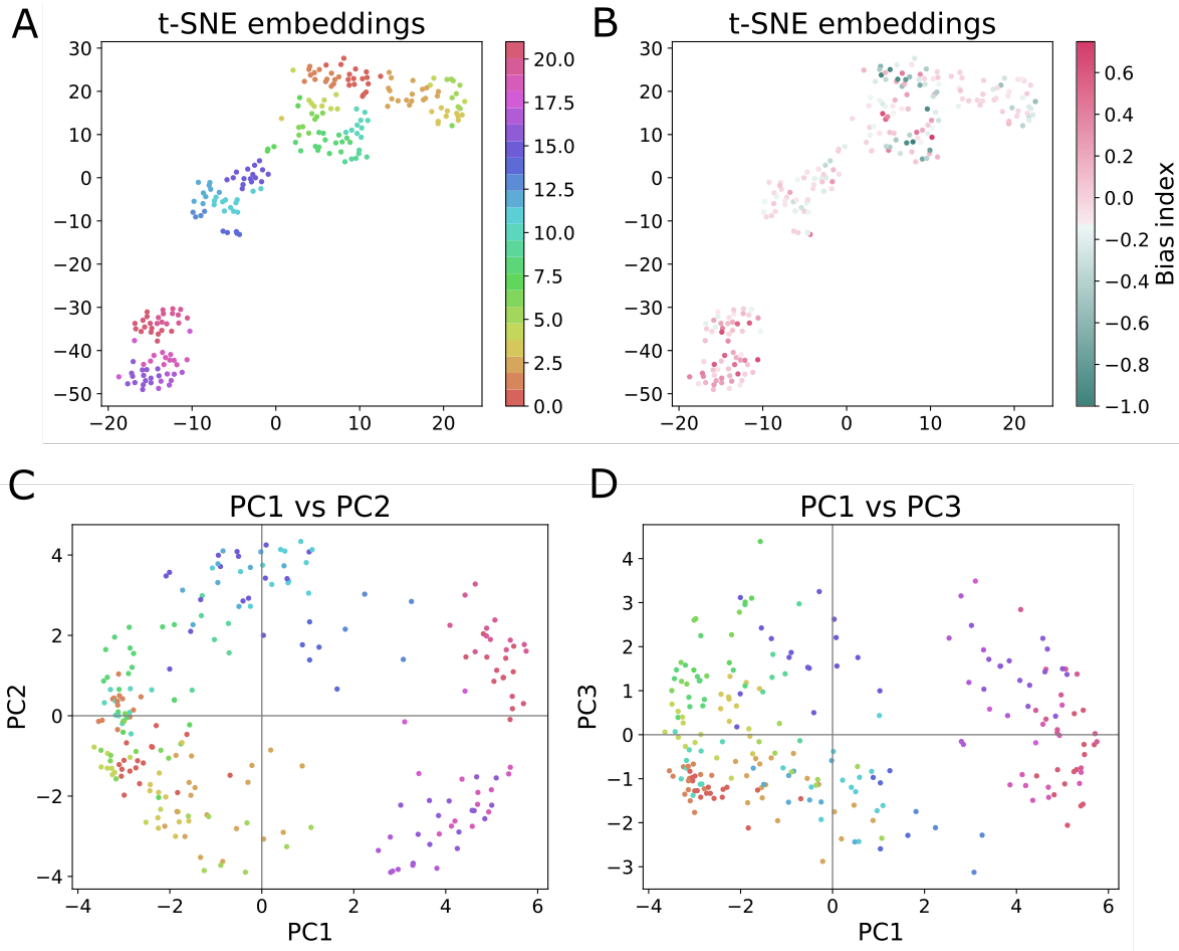 A
t-SNE embeddings
30
20
10
0
−10
−20
−30
−40
−50
−20 −10 0 10 20
20.0
17.5
15.0
12.5
10.0
7.5
5.0
2.5
0.0
B
t-SNE embeddings
30
20
10
0
−10
−20
−30
−40
−50
−20 −10 0 10 20
0.6
0.4
0.2
0.0
−0.2
−0.4
−0.6
−0.8
−1.0
Bias index
C
PC1 vs PC2
4
2
0
−2
−4
PC2
−4 −2 0 2 4 6
PC1
D
PC1 vs PC3
4
3
2
1
0
−1
−2
−3
PC3
−4 −2 0 2 4 6
PC1